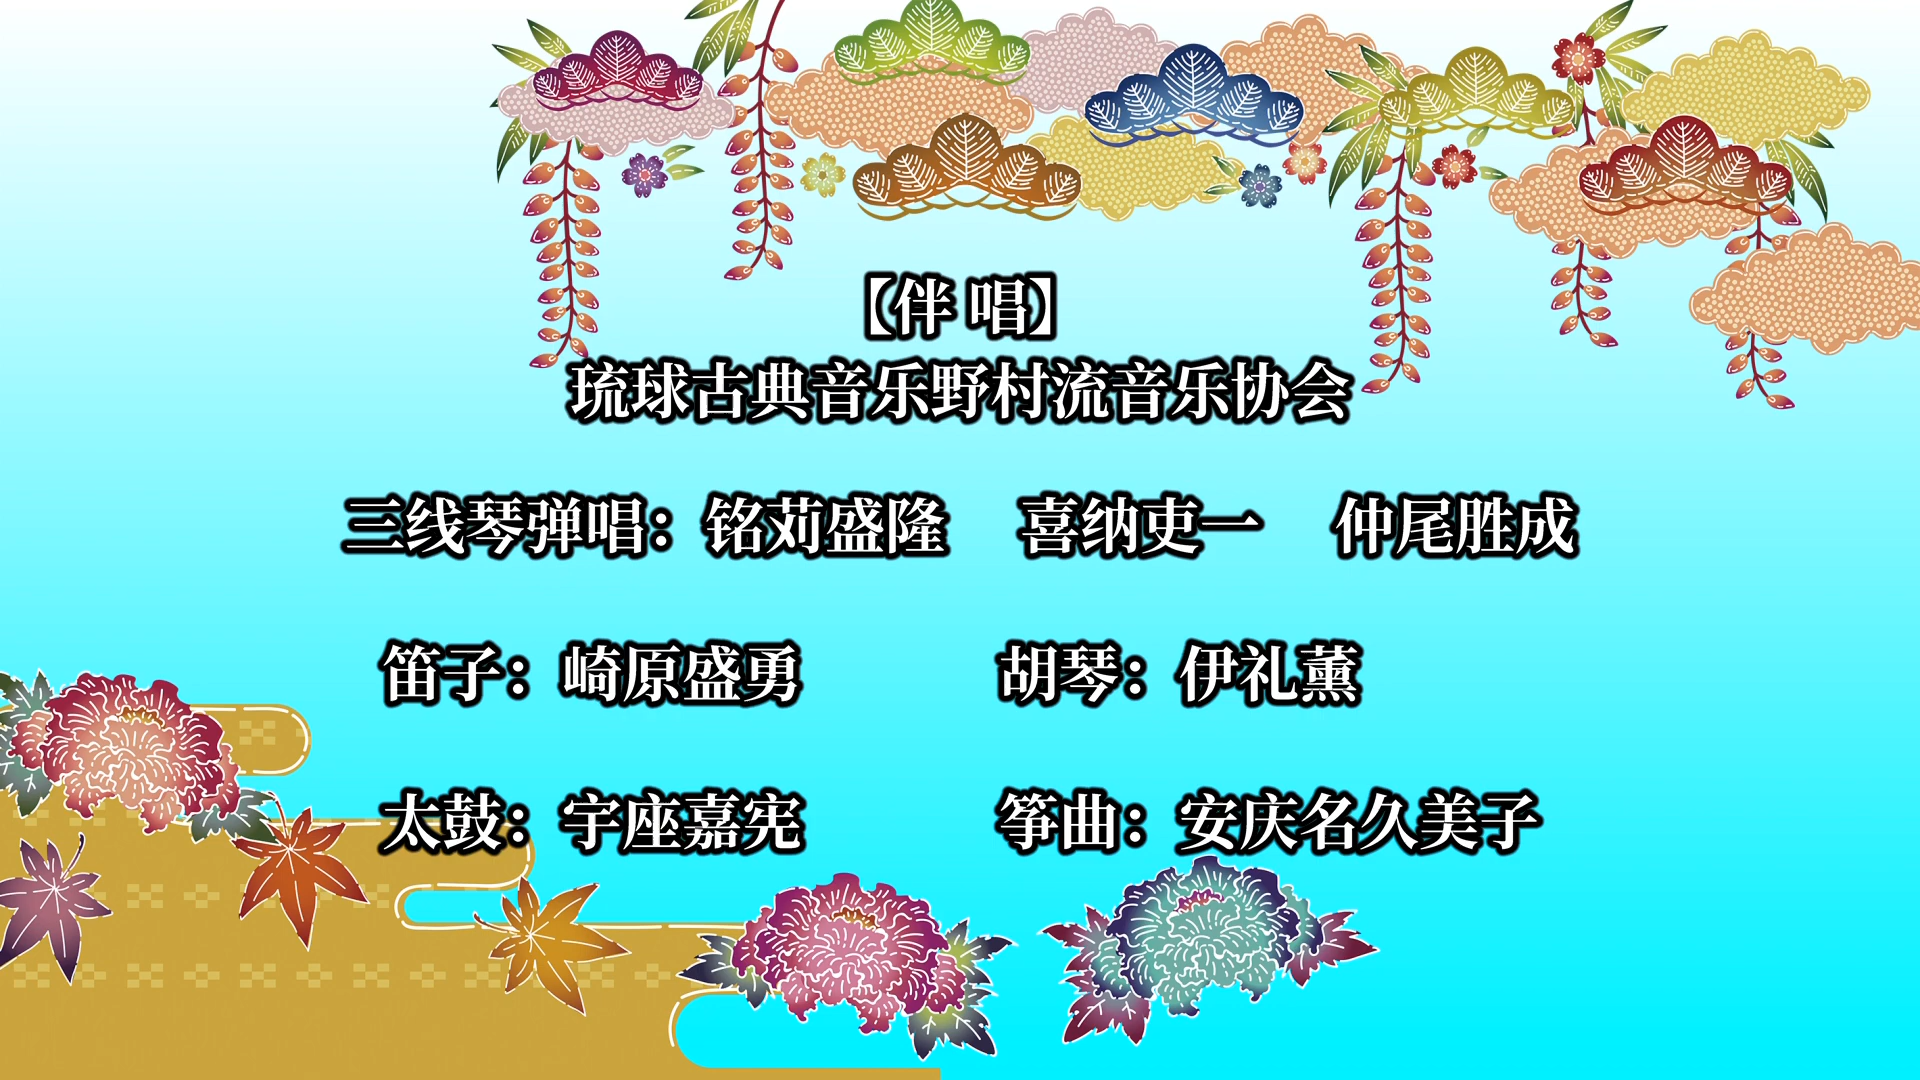 【伴 唱】
琉球古典音乐野村流音乐协会
三线琴弹唱：铭苅盛隆 喜纳吏一 仲尾胜成
笛子：崎原盛勇 胡琴：伊礼薰
太鼓：宇座嘉宪 筝曲：安庆名久美子